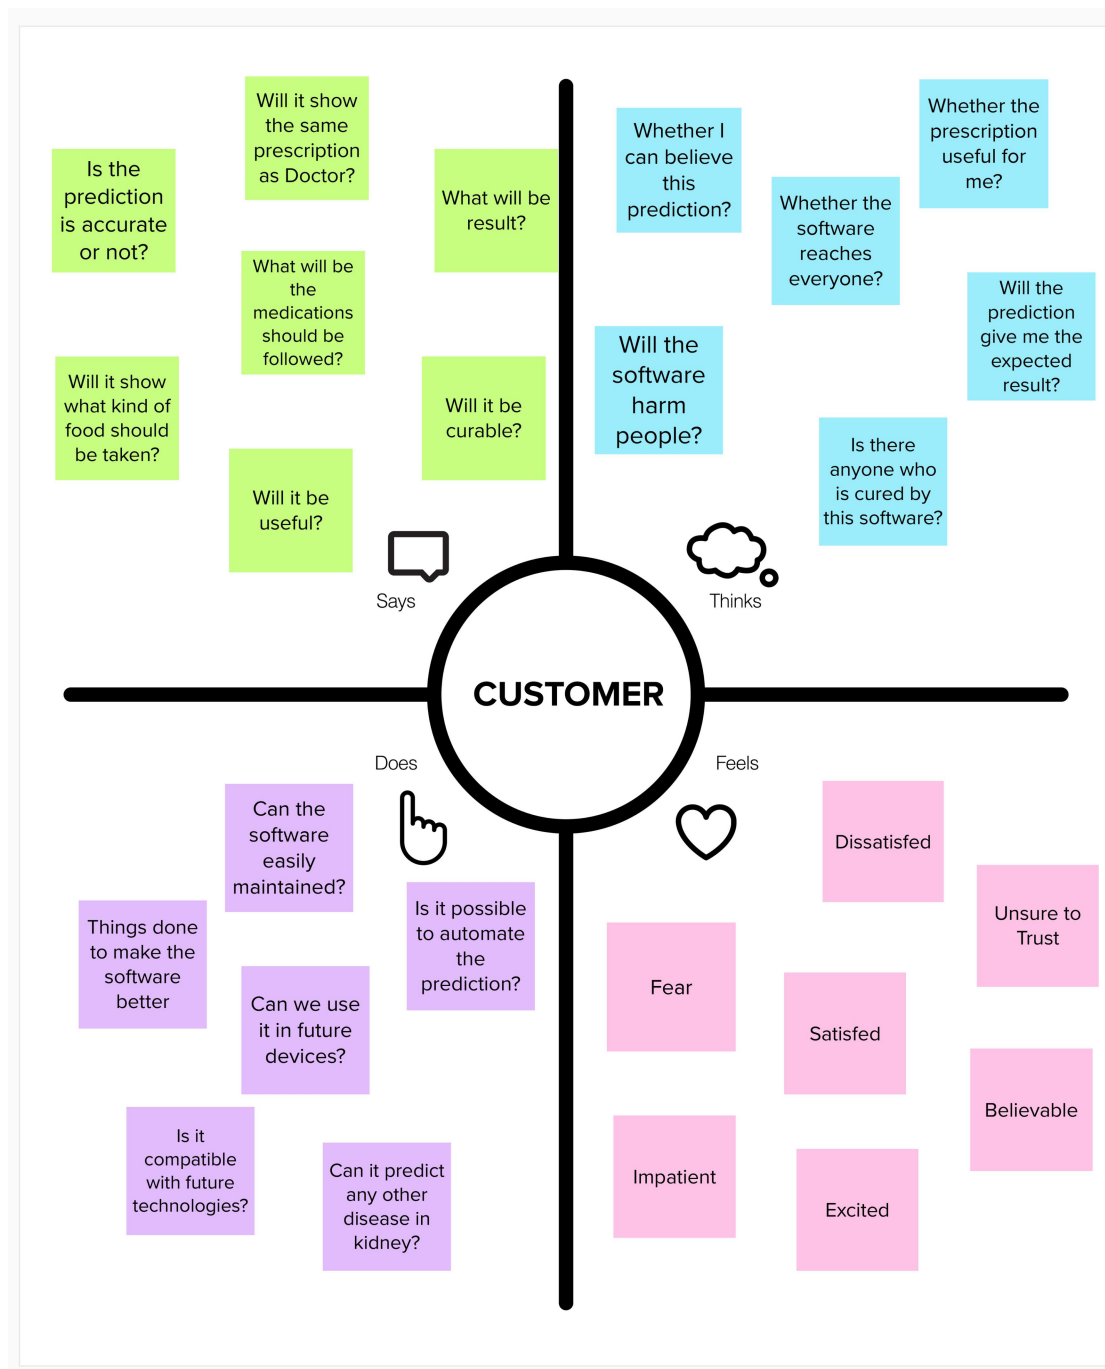 Will it show
the same
prescription
as Doctor?
Is the
prediction
is accurate
or not?
What will be
result?
What will be
the
medications
should be
followed?
Will it show
what kind of
food should
be taken?
Will it be
curable?
Will it be
useful?
Says
Whether I
can believe
this
prediction?
Whether the
prescription
useful for
me?
Whether the
software
reaches
everyone?
Will the
prediction
give me the
expected
result?
Will the
software
harm
people?
Is there
anyone who
is cured by
this software?
Thinks
CUSTOMER
Does
Can the
software
easily
maintained?
Is it possible
to automate
the
prediction?
Things done
to make the
software
better
Can we use
it in future
devices?
Is it
compatible
with future
technologies?
Can it predict
any other
disease in
kidney?
Feels
Dissatisfed
Unsure to
Trust
Fear
Satisfed
Believable
Impatient
Excited